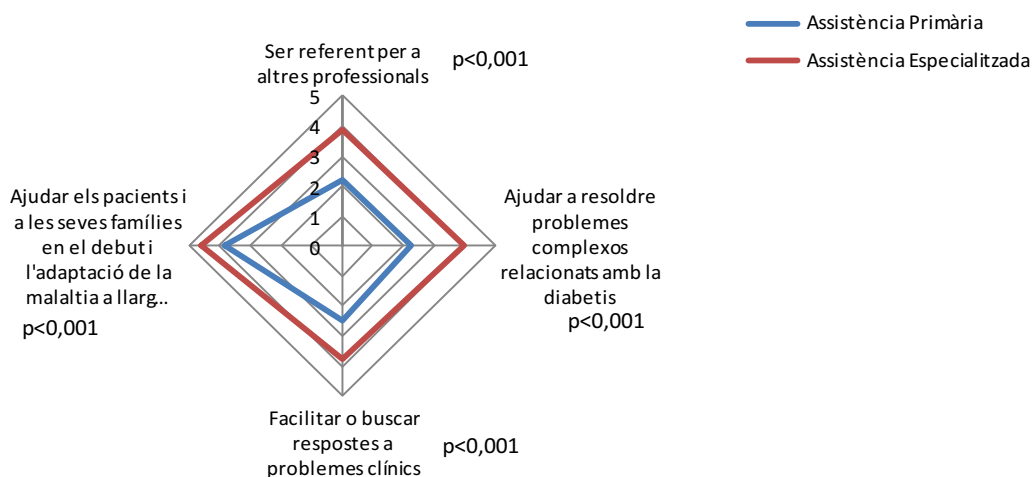 Assistència Primària
Assistència Especialitzada
Ser referent per a
altres professionals
p<0,001
5
4
3
2
1
0
Ajudar els pacients i
a les seves famílies
en el debut i
l'adaptació de la
malaltia a llarg...
p<0,001
Ajudar a resoldre
problemes
complexos
relacionats amb la
diabetis
p<0,001
Facilitar o buscar
respostes a
problemes clínics
p<0,001